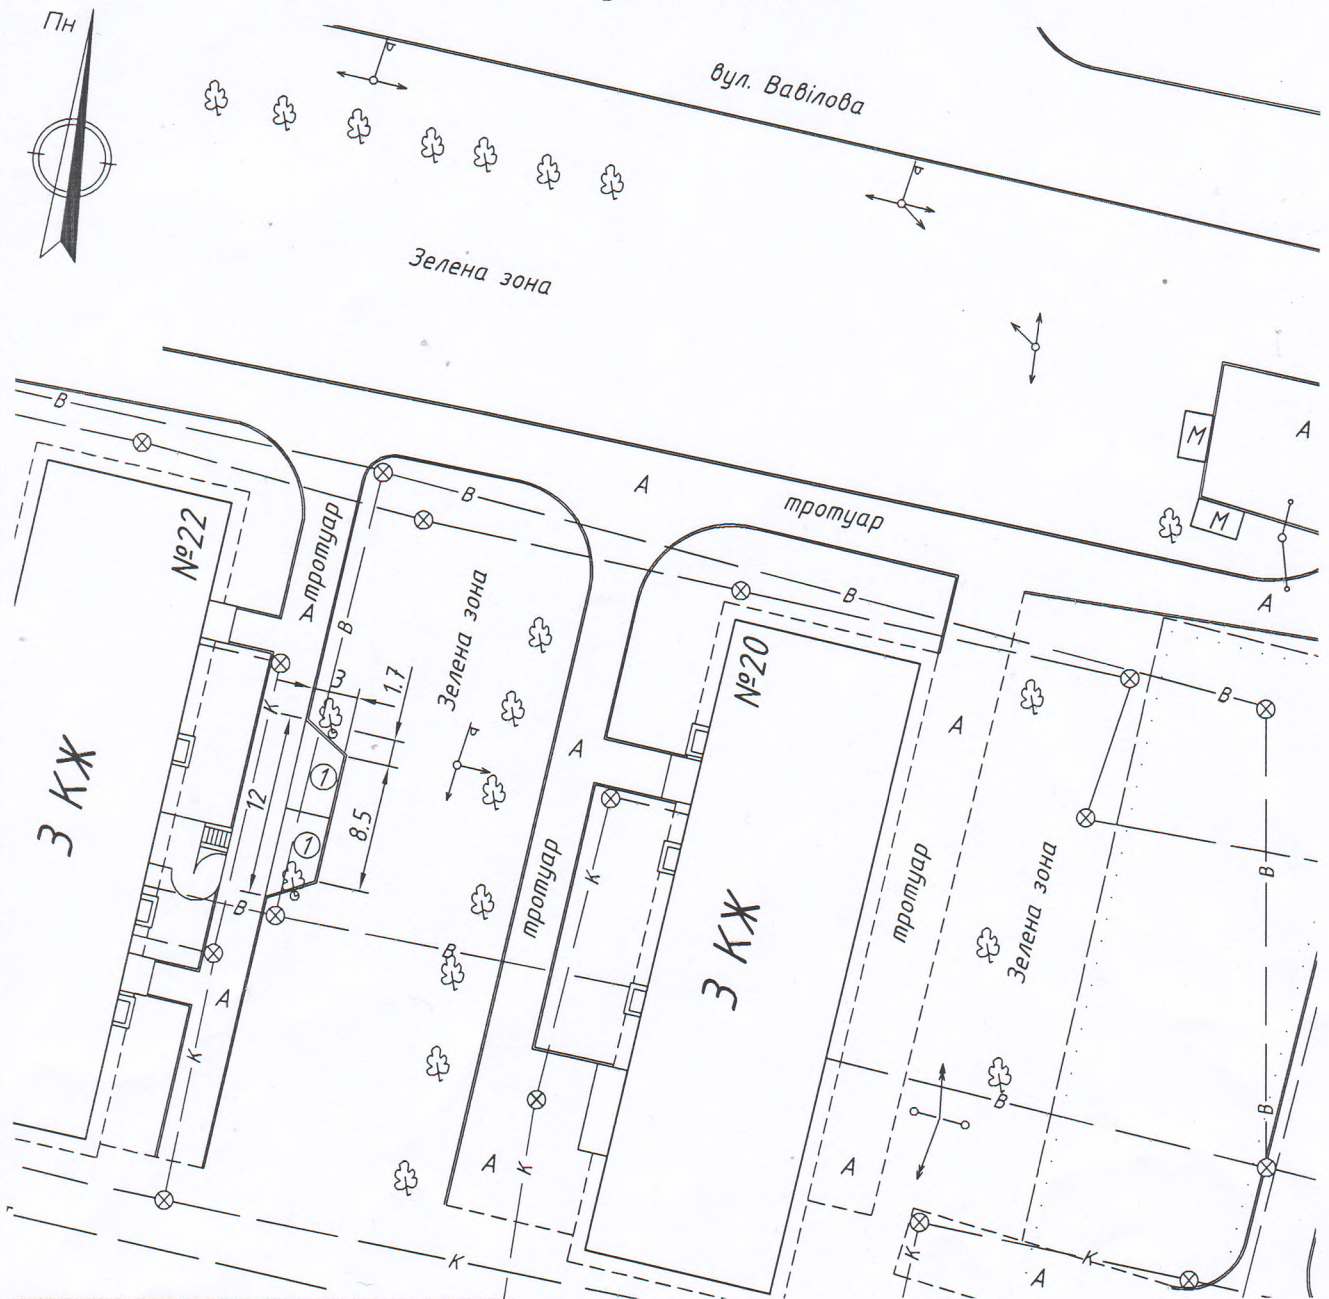 Пн
вул. Вавілова
Зелена зона
В
А
М
А
М
В
А
тротуар
№22
тротуар
А
В
Зелена зона
В
А
№20
В
3
1.7
К
А
А
1
12
8.5
1
3 КЖ
тротуар
К
тротуар
Зелена зона
В
В
В
3 КЖ
А
К
В
В
А
К
А
К
К
К
А